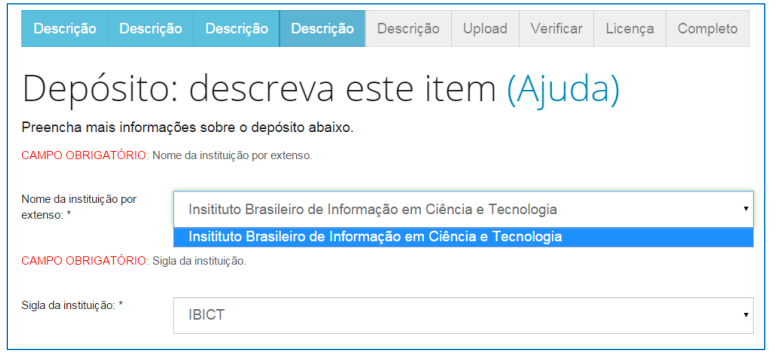 Descrição Descrição Descrição Descrição Descrição Upload Verificar Licença Completo
Depósito: descreva este item (Ajuda)
Preencha mais informações sobre o depósito abaixo.
CAMPO OBRIGATÓRIO: Nome da instituição por extenso.
Nome da instituição por
extenso: *
Insitituto Brasileiro de Informação em Ciência e Tecnologia
Insitituto Brasileiro de Informação em Ciência e Tecnologia
CAMPO OBRIGATÓRIO: Sigla da instituição.
Sigla da instituição: *
IBICT